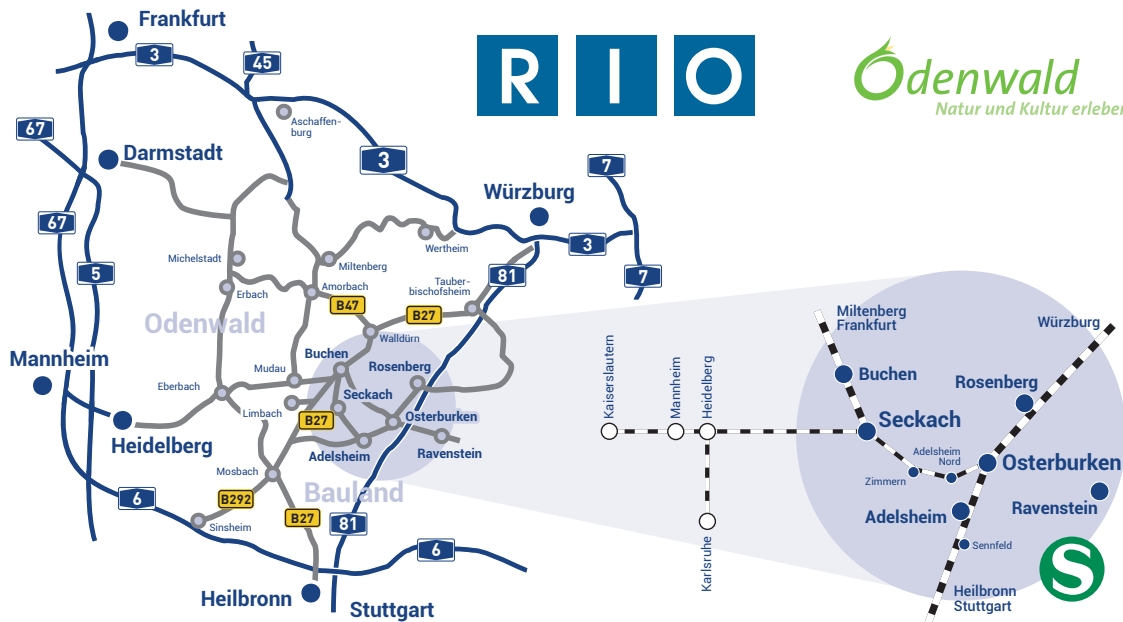 Frankfurt
3
45
R I O
Odenwald
Natur und Kultur erleben
Aschaffen-
burg
67
Darmstadt
3
7
Würzburg
67
Wertheim
3
Michelstadt
Miltenberg
5
81
7
Tauber-
bischofsheim
Erbach
Amorbach
B47
B27
Odenwald
Walldürn
Miltenberg
Frankfurt
Würzburg
Mannheim
Buchen
Rosenberg
Mudau
Eberbach
Seckach
Limbach
B27
Osterburken
Heidelberg
Adelsheim
Ravenstein
Mosbach
Bauland
B292
6
Sinsheim
B27
81
6
Heilbronn
Stuttgart
Kaiserslautern
Mannheim
Heidelberg
Karlsruhe
Buchen
Rosenberg
Seckach
Adelsheim
Nord
Zimmern
Osterburken
Ravenstein
Adelsheim
Sennfeld
S
Heilbronn
Stuttgart